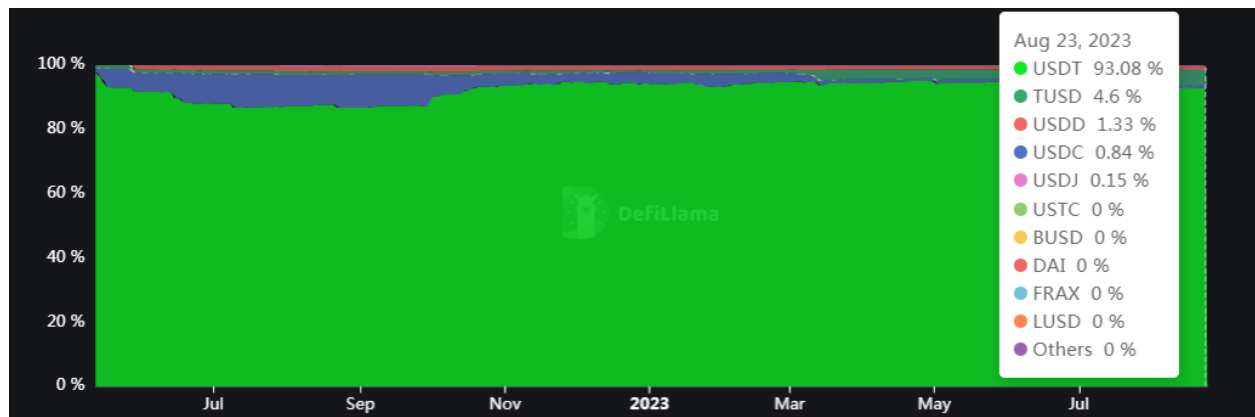 Aug 23, 2023
USDT 93.08 %
TUSD 4.6 %
USDD 1.33 %
USDC 0.84 %
USDJ 0.15 %
USTC 0 %
BUSD 0 %
DAI 0 %
FRAX 0 %
LUSD 0 %
Others 0 %
100 %
80 %
60 %
40 %
20 %
0 %
DefiLlama
Jul Sep Nov 2023 Mar May Jul